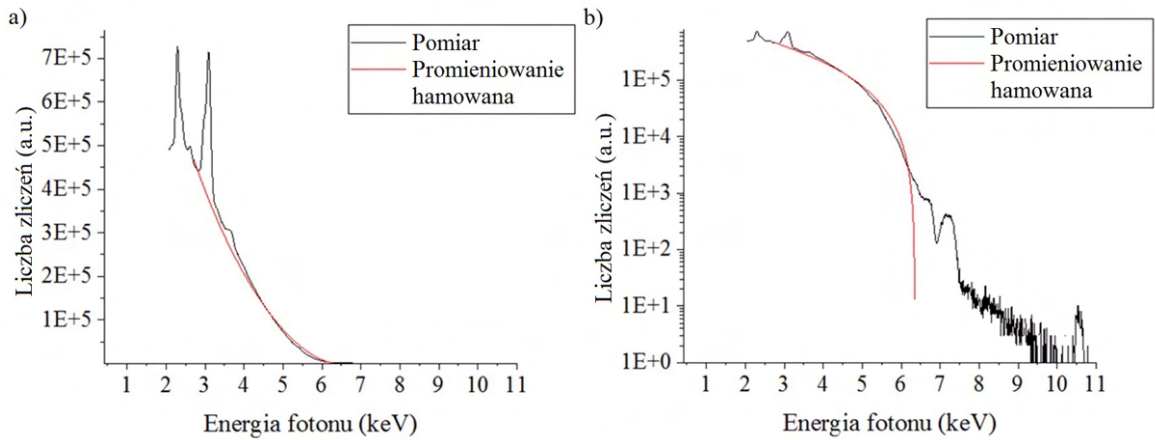 a)
Pomiar
Promieniowanie
hamowana
7E+5
6E+5
5E+5
4E+5
3E+5
2E+5
1E+5
Liczba zliczeń (a.u.)
1 2 3 4 5 6 7 8 9 10 11
Energia fotonu (keV)
b)
Pomiar
Promieniowanie
hamowana
1E+5
1E+4
1E+3
1E+2
1E+1
1E+0
Liczba zliczeń (a.u.)
1 2 3 4 5 6 7 8 9 10 11
Energia fotonu (keV)